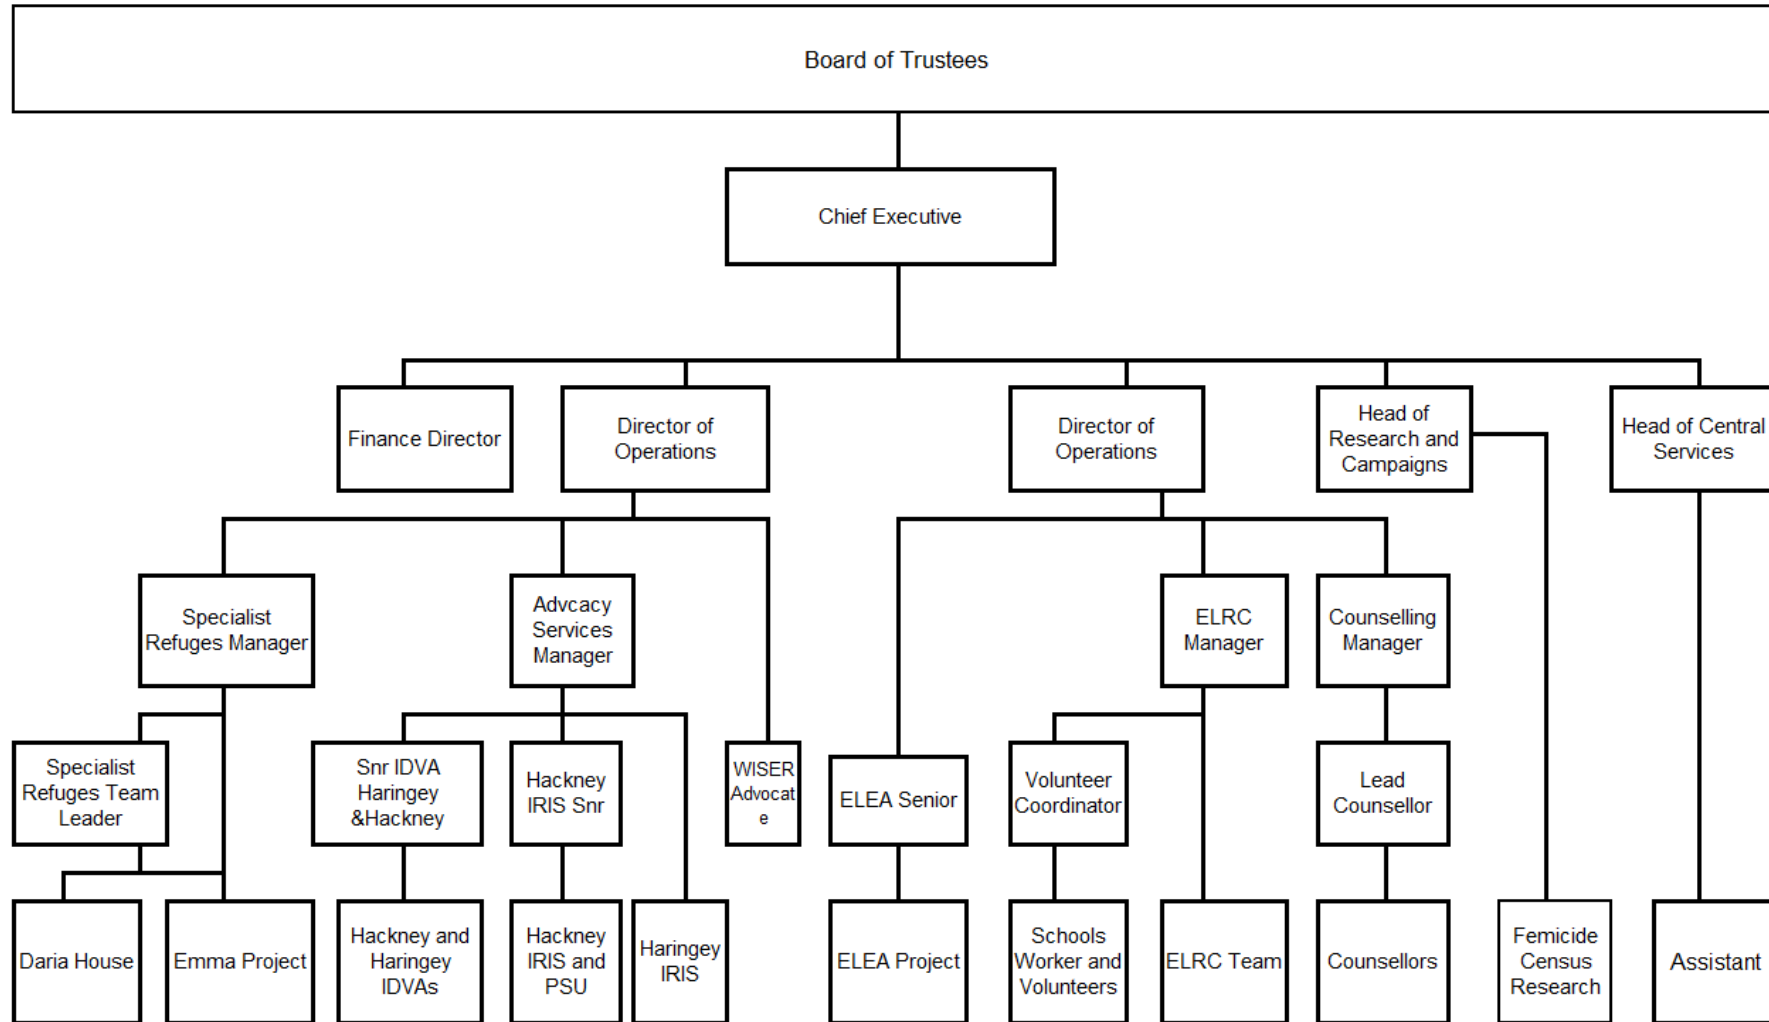 Board of Trustees
Chief Executive
Finance Director
Director of
Operations
Director of
Operations
Head of
Research and
Campaigns
Head of Central
Services
Specialist
Refuges Manager
Advcacy
Services
Manager
ELRC
Manager
Counselling
Manager
Specialist
Refuges Team
Leader
Snr IDVA
Haringey
&Hackney
Hackney
IRIS Snr
WISER
Advocat
e
ELEA Senior
Volunteer
Coordinator
Lead
Counsellor
Daria House
Emma Project
Hackney and
Haringey
IDVAs
Hackney
IRIS and
PSU
Haringey
IRIS
ELEA Project
Schools
Worker and
Volunteers
ELRC Team
Counsellors
Femicide
Census
Research
Assistant